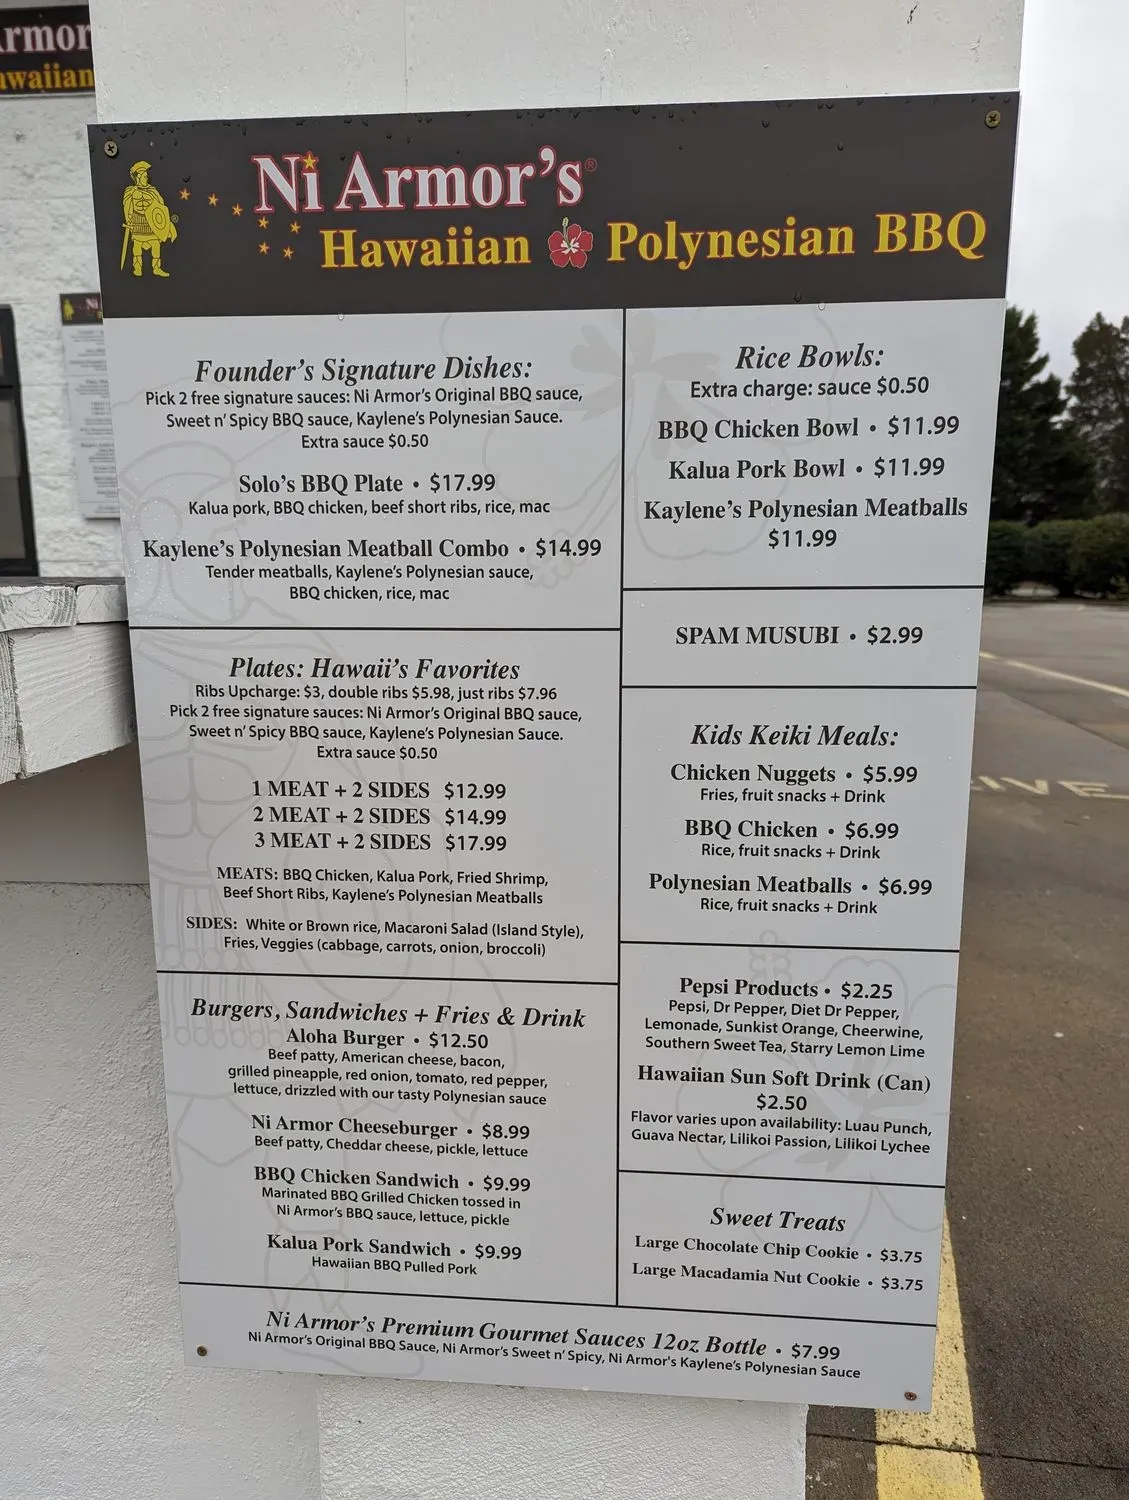 Armor
Hawaiian
Ni Armor's®
Hawaiian Polynesian BBQ
Founder's Signature Dishes:
Pick 2 free signature sauces: Ni Armor's Original BBQ sauce,
Sweet n' Spicy BBQ sauce, Kaylene's Polynesian Sauce.
Extra sauce $0.50
Solo's BBQ Plate • $17.99
Kalua pork, BBQ chicken, beef short ribs, rice, mac
Kaylene's Polynesian Meatball Combo • $14.99
Tender meatballs, Kaylene's Polynesian sauce,
BBQ chicken, rice, mac
Plates: Hawaii's Favorites
Ribs Upcharge: $3, double ribs $5.98, just ribs $7.96
Pick 2 free signature sauces: Ni Armor's Original BBQ sauce,
Sweet n' Spicy BBQ sauce, Kaylene's Polynesian Sauce.
Extra sauce $0.50
1 MEAT + 2 SIDES $12.99
2 MEAT + 2 SIDES $14.99
3 MEAT + 2 SIDES $17.99
MEATS: BBQ Chicken, Kalua Pork, Fried Shrimp,
Beef Short Ribs, Kaylene's Polynesian Meatballs
SIDES: White or Brown rice, Macaroni Salad (Island Style),
Fries, Veggies (cabbage, carrots, onion, broccoli)
Burgers, Sandwiches + Fries & Drink
Aloha Burger • $12.50
Beef patty, American cheese, bacon,
grilled pineapple, red onion, tomato, red pepper,
lettuce, drizzled with our tasty Polynesian sauce
Ni Armor Cheeseburger • $8.99
Beef patty, Cheddar cheese, pickle, lettuce
BBQ Chicken Sandwich • $9.99
Marinated BBQ Grilled Chicken tossed in
Ni Armor's BBQ sauce, lettuce, pickle
Kalua Pork Sandwich • $9.99
Hawaiian BBQ Pulled Pork
Rice Bowls:
Extra charge: sauce $0.50
BBQ Chicken Bowl • $11.99
Kalua Pork Bowl • $11.99
Kaylene's Polynesian Meatballs
$11.99
SPAM MUSUBI • $2.99
Kids Keiki Meals:
Chicken Nuggets • $5.99
Fries, fruit snacks + Drink
BBQ Chicken • $6.99
Rice, fruit snacks + Drink
Polynesian Meatballs • $6.99
Rice, fruit snacks + Drink
Pepsi Products • $2.25
Pepsi, Dr Pepper, Diet Dr Pepper,
Lemonade, Sunkist Orange, Cheerwine,
Southern Sweet Tea, Starry Lemon Lime
Hawaiian Sun Soft Drink (Can)
$2.50
Flavor varies upon availability: Luau Punch,
Guava Nectar, Lilikoi Passion, Lilikoi Lychee
Sweet Treats
Large Chocolate Chip Cookie • $3.75
Large Macadamia Nut Cookie • $3.75
Ni Armor's Premium Gourmet Sauces 12oz Bottle • $7.99
Ni Armor's Original BBQ Sauce, Ni Armor's Sweet n' Spicy, Ni Armor's Kaylene's Polynesian Sauce